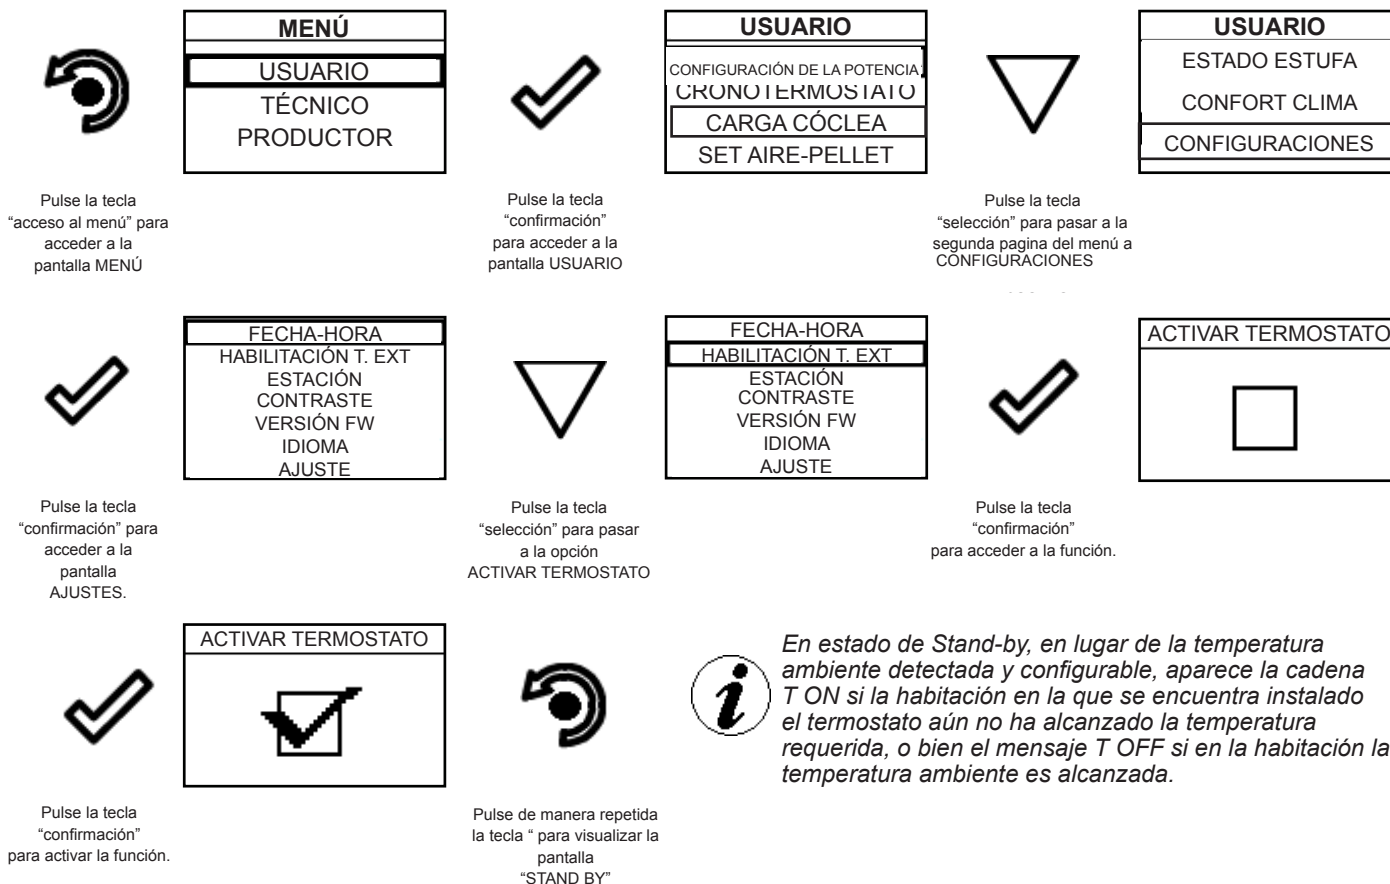 MENÚ
USUARIO
TÉCNICO
PRODUCTOR
USUARIO
CONFIGURACIÓN DE LA POTENCIA
CRONOTERMOSTATO
CARGA CÓCLEA
SET AIRE-PELLET
USUARIO
ESTADO ESTUFA
CONFORT CLIMA
CONFIGURACIONES
Pulse la tecla
“acceso al menú” para
acceder a la
pantalla MENÚ
Pulse la tecla
“confirmación”
para acceder a la
pantalla USUARIO
Pulse la tecla
“selección” para pasar a la
segunda pagina del menú a
CONFIGURACIONES
FECHA-HORA
HABILITACIÓN T. EXT
ESTACIÓN
CONTRASTE
VERSIÓN FW
IDIOMA
AJUSTE
FECHA-HORA
HABILITACIÓN T. EXT
ESTACIÓN
CONTRASTE
VERSIÓN FW
IDIOMA
AJUSTE
ACTIVAR TERMOSTATO
Pulse la tecla
“confirmación” para
acceder a la
pantalla
AJUSTES.
Pulse la tecla
“selección” para pasar
a la opción
ACTIVAR TERMOSTATO
Pulse la tecla
“confirmación”
para acceder a la función.
ACTIVAR TERMOSTATO
En estado de Stand-by, en lugar de la temperatura
ambiente detectada y configurable, aparece la cadena
T ON si la habitación en la que se encuentra instalado
el termostato aún no ha alcanzado la temperatura
requerida, o bien el mensaje T OFF si en la habitación la
temperatura ambiente es alcanzada.
Pulse la tecla
“confirmación”
para activar la función.
Pulse de manera repetida
la tecla “ para visualizar la
pantalla
“STAND BY”